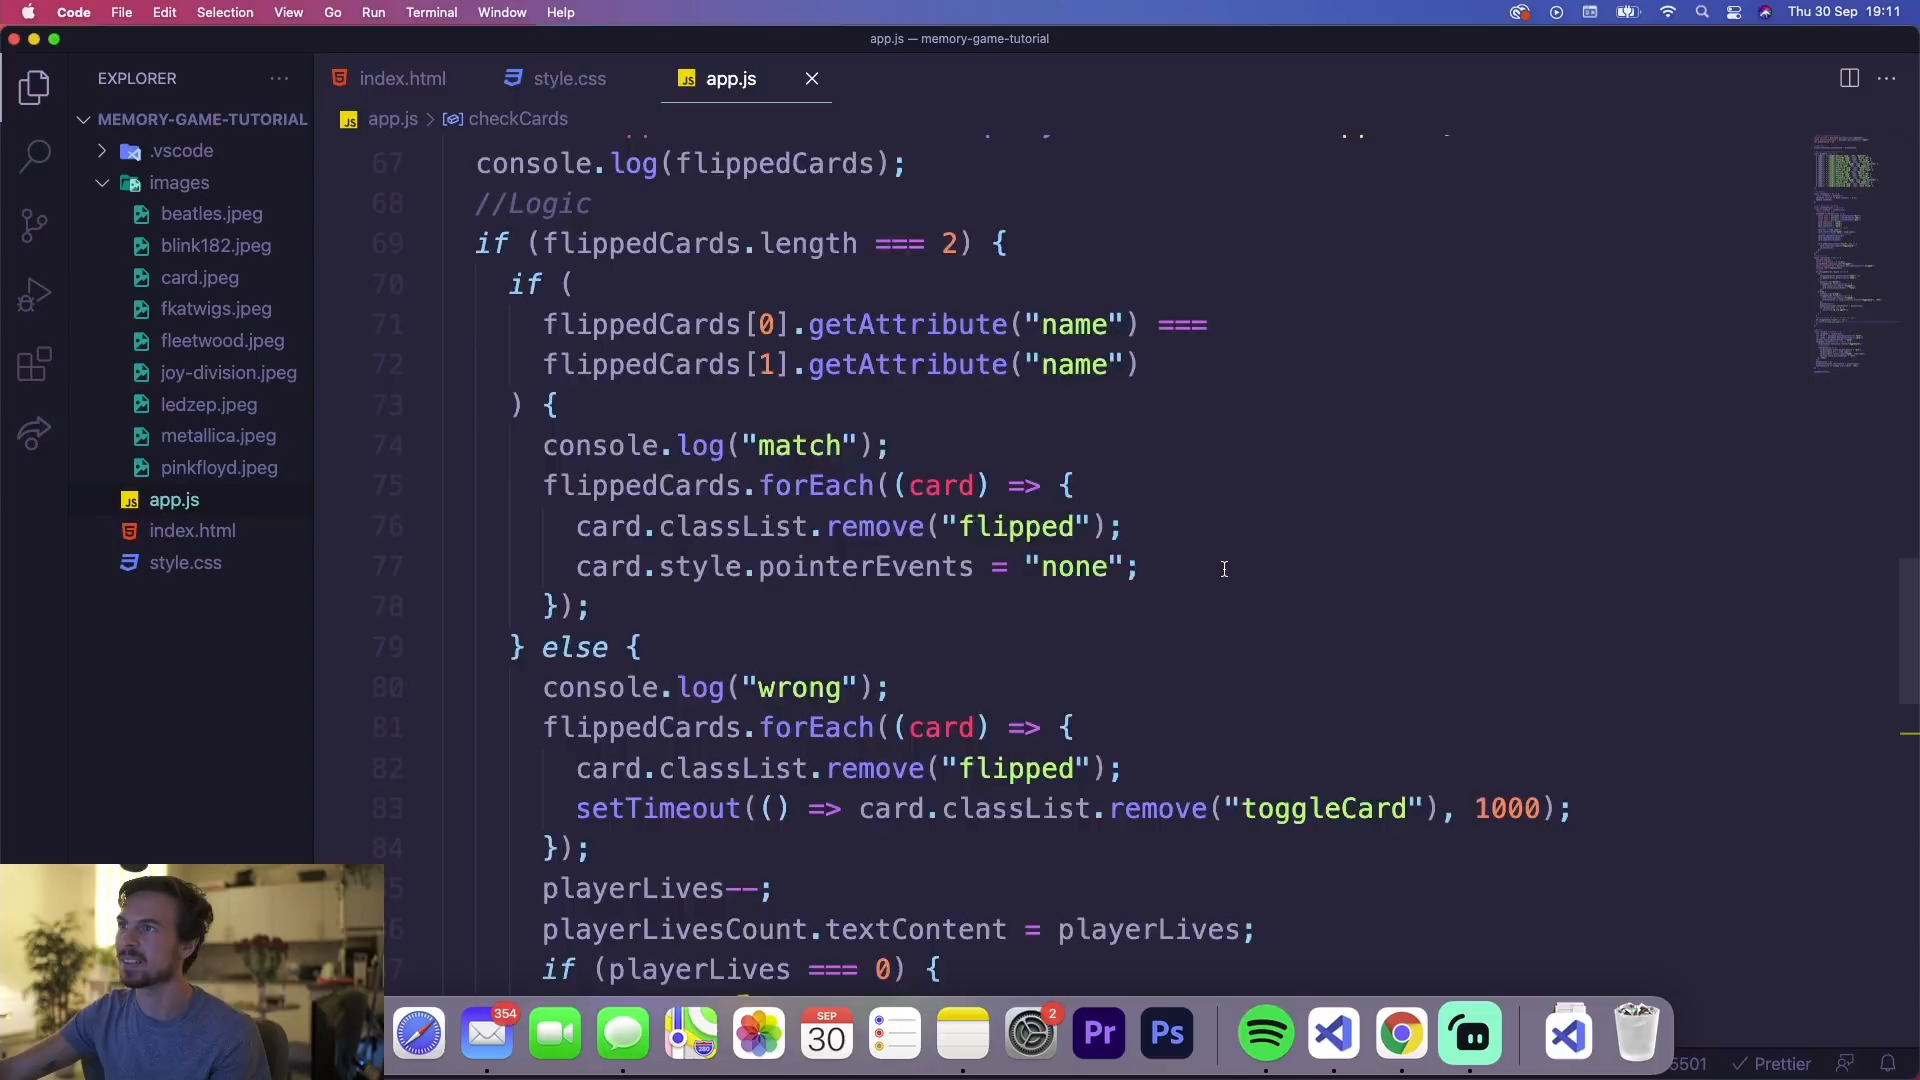 Code File Edit Selection View Go Run Terminal Window Help
Thu 30 Sep 19:11
app.js — memory-game-tutorial
EXPLORER
index.html
style.css
app.js
MEMORY-GAME-TUTORIAL
app.js > checkCards
.vscode
images
beatles.jpeg
blink182.jpeg
card.jpeg
fkatwigs.jpeg
fleetwood.jpeg
joy-division.jpeg
ledzep.jpeg
metallica.jpeg
pinkfloyd.jpeg
app.js
index.html
style.css
67 console.log(flippedCards);
68 //Logic
69 if (flippedCards.length === 2) {
70 if (
71 flippedCards[0].getAttribute("name") ===
72 flippedCards[1].getAttribute("name")
73 ) {
74 console.log("match");
75 flippedCards.forEach((card) => {
76 card.classList.remove("flipped");
77 card.style.pointerEvents = "none";
78 });
79 } else {
80 console.log("wrong");
81 flippedCards.forEach((card) => {
82 card.classList.remove("flipped");
83 setTimeout(() => card.classList.remove("toggleCard"), 1000);
84 });
5 playerLives--;
6 playerLivesCount.textContent = playerLives;
7 if (playerLives === 0) {
354
SEP
30
280
2
Pr
Ps
5501
Prettier